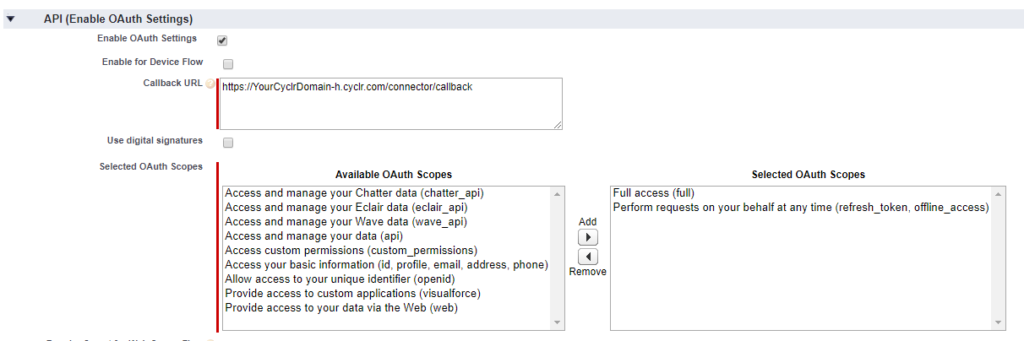 API (Enable OAuth Settings)
Enable OAuth Settings
Enable for Device Flow
Callback URL
https://YourCyclrDomain-h.cyclr.com/connector/callback
Use digital signatures
Selected OAuth Scopes
Available OAuth Scopes
Access and manage your Chatter data (chatter_api)
Access and manage your Eclair data (eclair_api)
Access and manage your Wave data (wave_api)
Access and manage your data (api)
Access custom permissions (custom_permissions)
Access your basic information (id, profile, email, address, phone)
Allow access to your unique identifier (openid)
Provide access to custom applications (visualforce)
Provide access to your data via the Web (web)
Add
Remove
Selected OAuth Scopes
Full access (full)
Perform requests on your behalf at any time (refresh_token, offline_access)